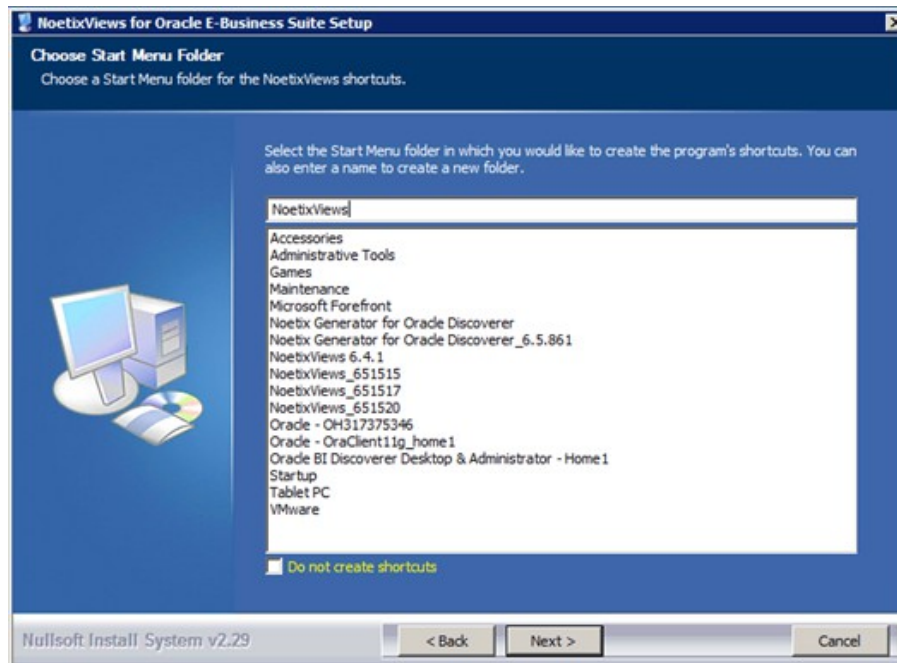 NoetixViews for Oracle E-Business Suite Setup
Choose Start Menu Folder
Choose a Start Menu folder for the NoetixViews shortcuts.
Select the Start Menu folder in which you would like to create the program's shortcuts. You can
also enter a name to create a new folder.
NoetixViews
Accessories
Administrative Tools
Games
Maintenance
Microsoft Forefront
Noetix Generator for Oracle Discoverer
Noetix Generator for Oracle Discoverer_6.5.861
NoetixViews 6.4.1
NoetixViews_651515
NoetixViews_651517
NoetixViews_651520
Oracle - OH317375346
Oracle - OraClient11g_home1
Oracle BI Discoverer Desktop & Administrator - Home1
Startup
Tablet PC
VMware
Do not create shortcuts
Nullsoft Install System v2.29
< Back
Next >
Cancel